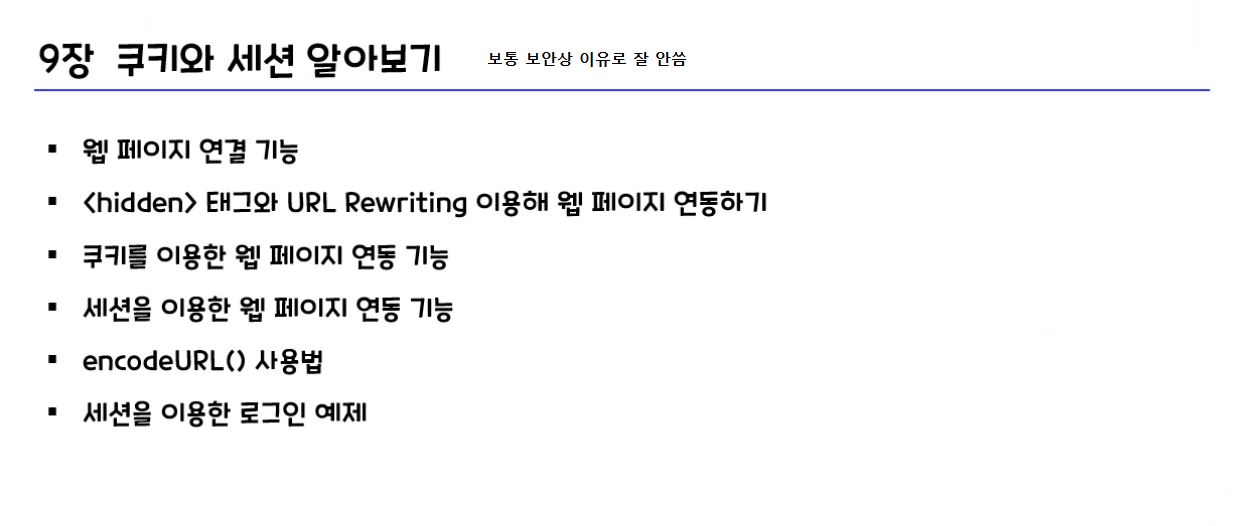 9장 쿠키와 세션 알아보기 보통 보안상 이유로 잘 안씀
▪ 웹 페이지 연결 기능
▪ <hidden> 태그와 URL Rewriting 이용해 웹 페이지 연동하기
▪ 쿠키를 이용한 웹 페이지 연동 기능
▪ 세션을 이용한 웹 페이지 연동 기능
▪ encodeURL() 사용법
▪ 세션을 이용한 로그인 예제